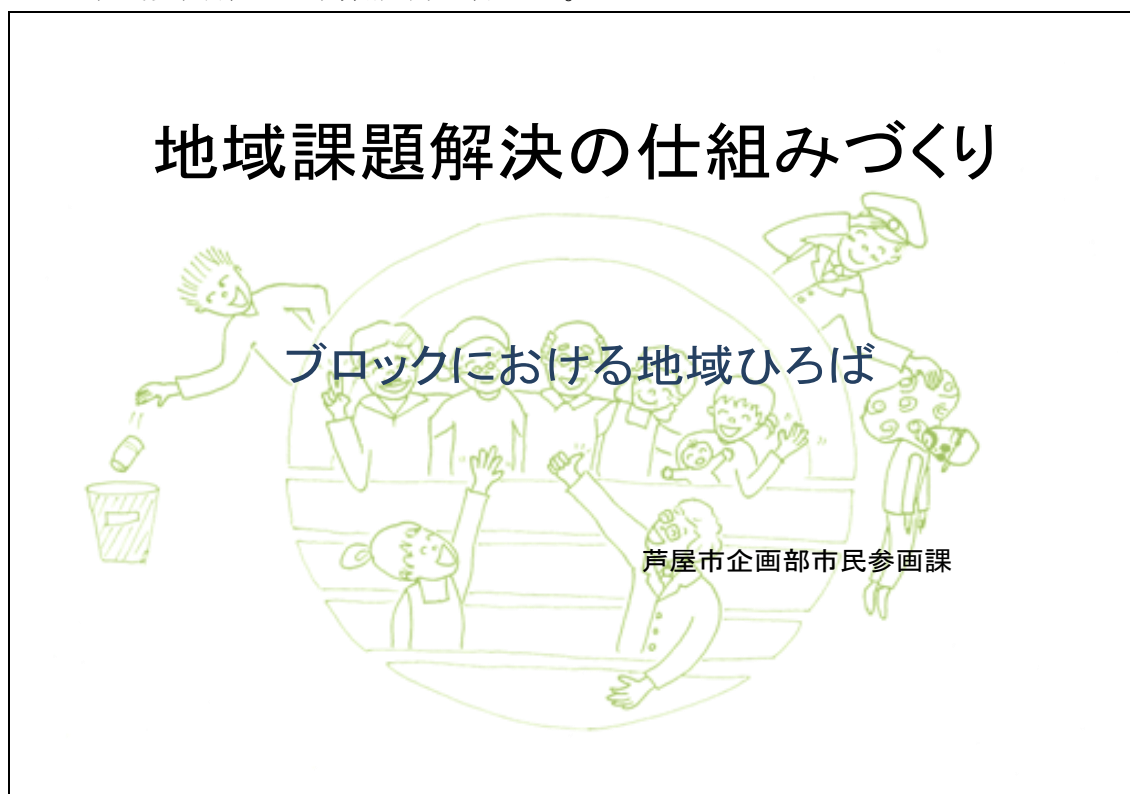 地域課題解決の仕組みづくり
ブロックにおける地域ひろば
芦屋市企画部市民参画課